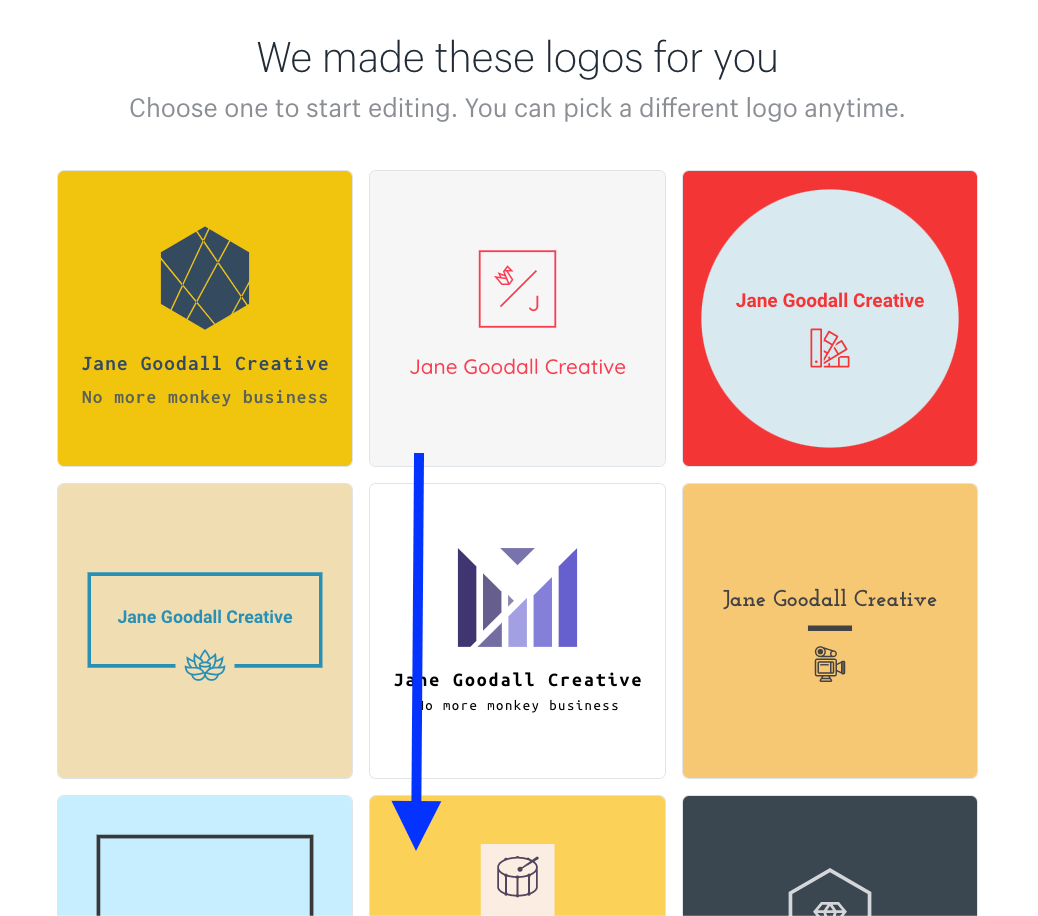 We made these logos for you
Choose one to start editing. You can pick a different logo anytime.
Jane Goodall Creative
No more monkey business
J
Jane Goodall Creative
Jane Goodall Creative
Jane Goodall Creative
Jane Goodall Creative
No more monkey business
Jane Goodall Creative